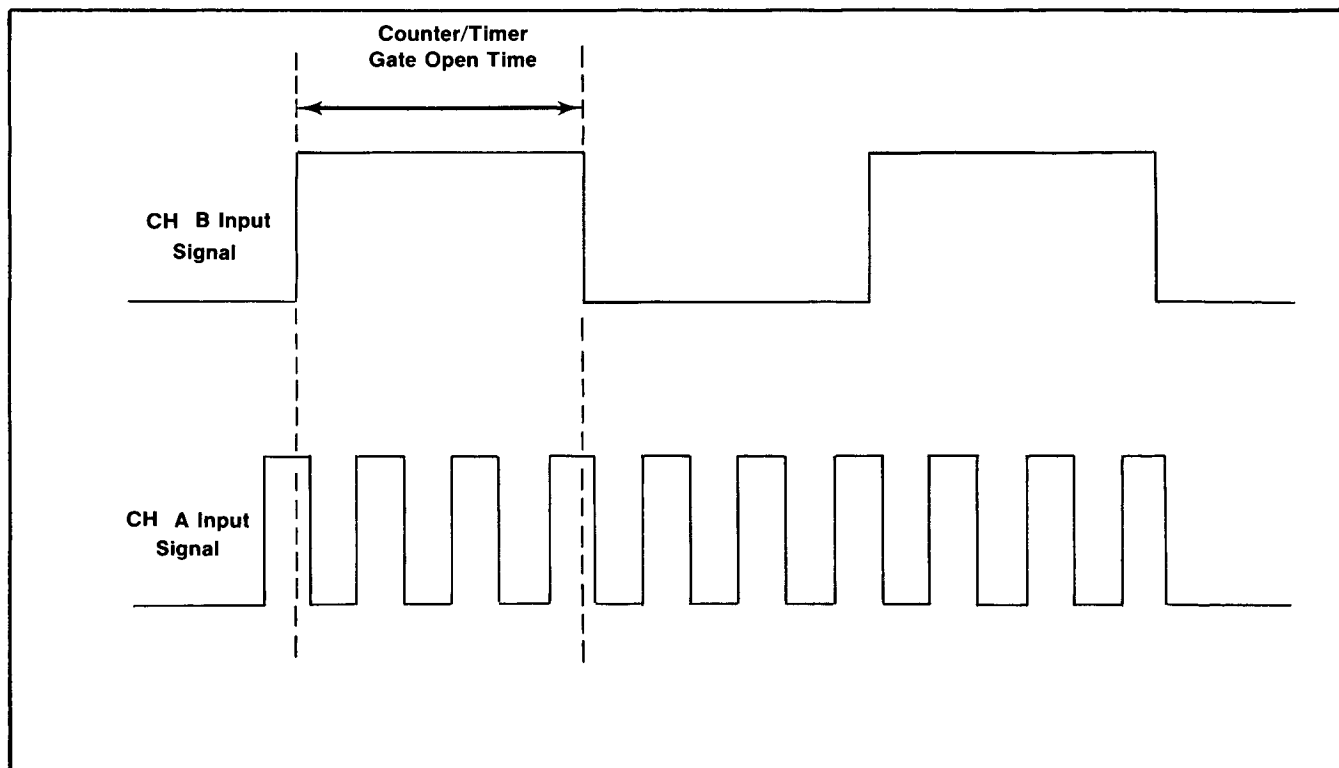 Counter/Timer
Gate Open Time
CH B Input
Signal
CH A Input
Signal